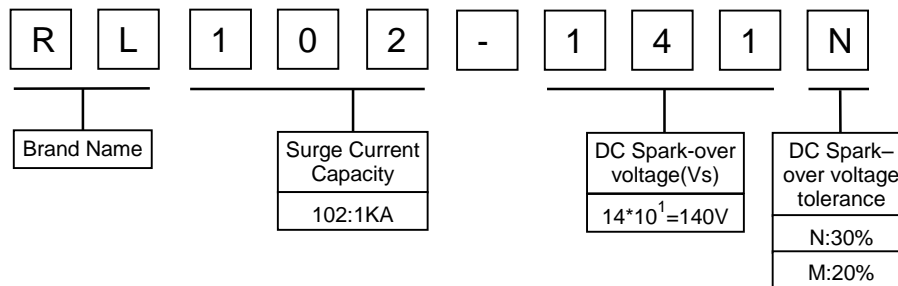 R L 1 0 2 - 1 4 1 N
Brand Name
Surge Current
Capacity
102:1KA
DC Spark-over
voltage(Vs)
14*10¹=140V
DC Spark–
over voltage
tolerance
N:30%
M:20%